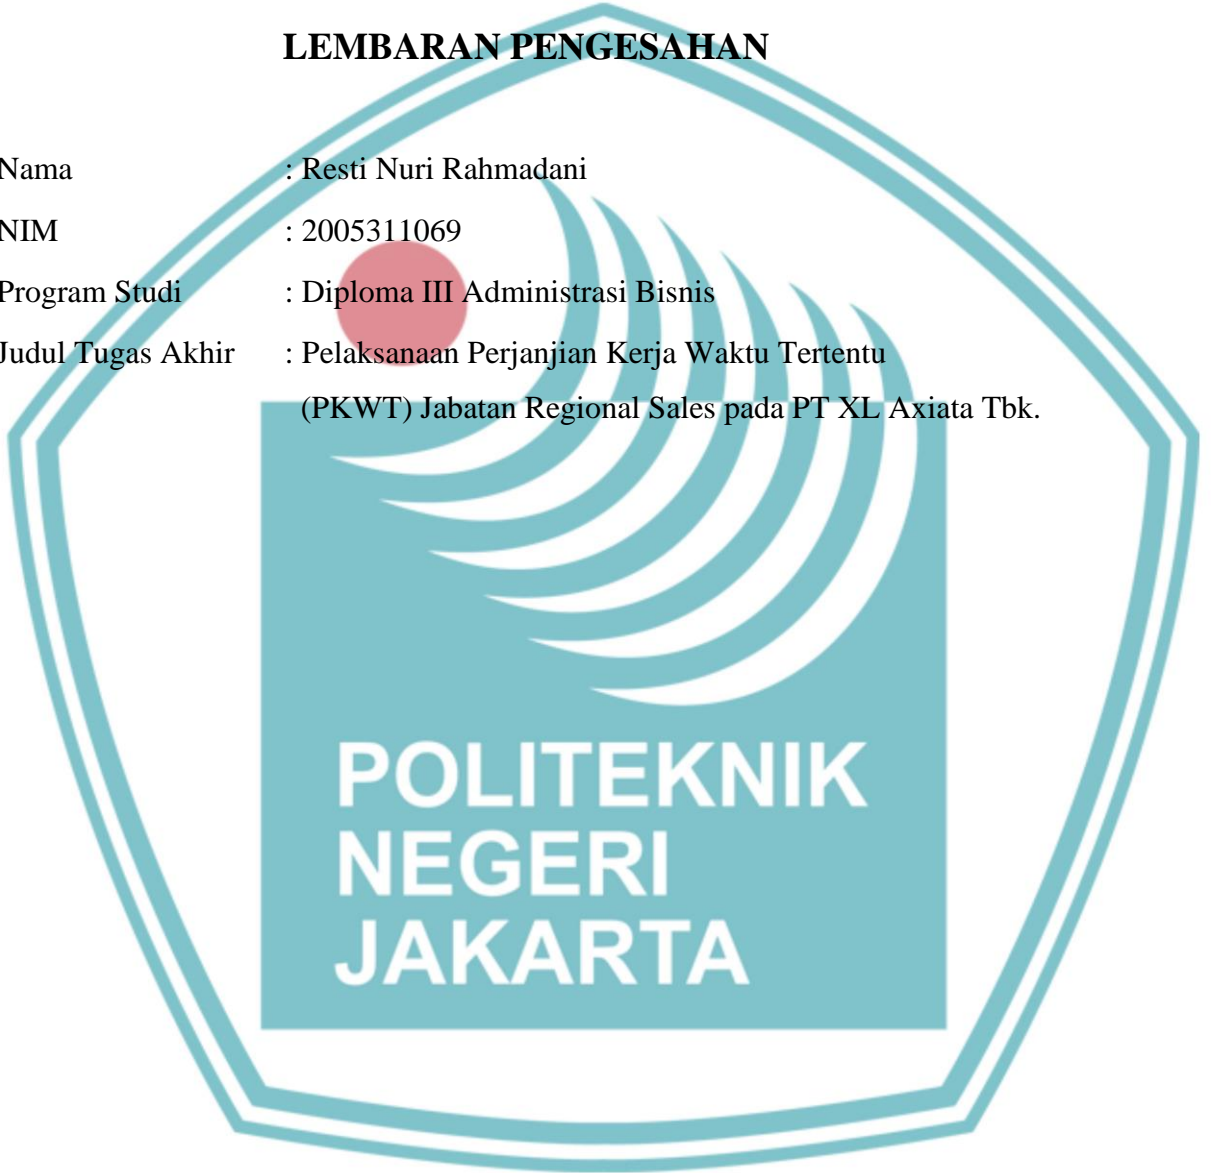 LEMBARAN PENGESAHAN
Nama : Resti Nuri Rahmadani
NIM : 2005311069
Program Studi : Diploma III Administrasi Bisnis
Judul Tugas Akhir : Pelaksanaan Perjanjian Kerja Waktu Tertentu
(PKWT) Jabatan Regional Sales pada PT XL Axiata Tbk.
POLITEKNIK
NEGERI
JAKARTA